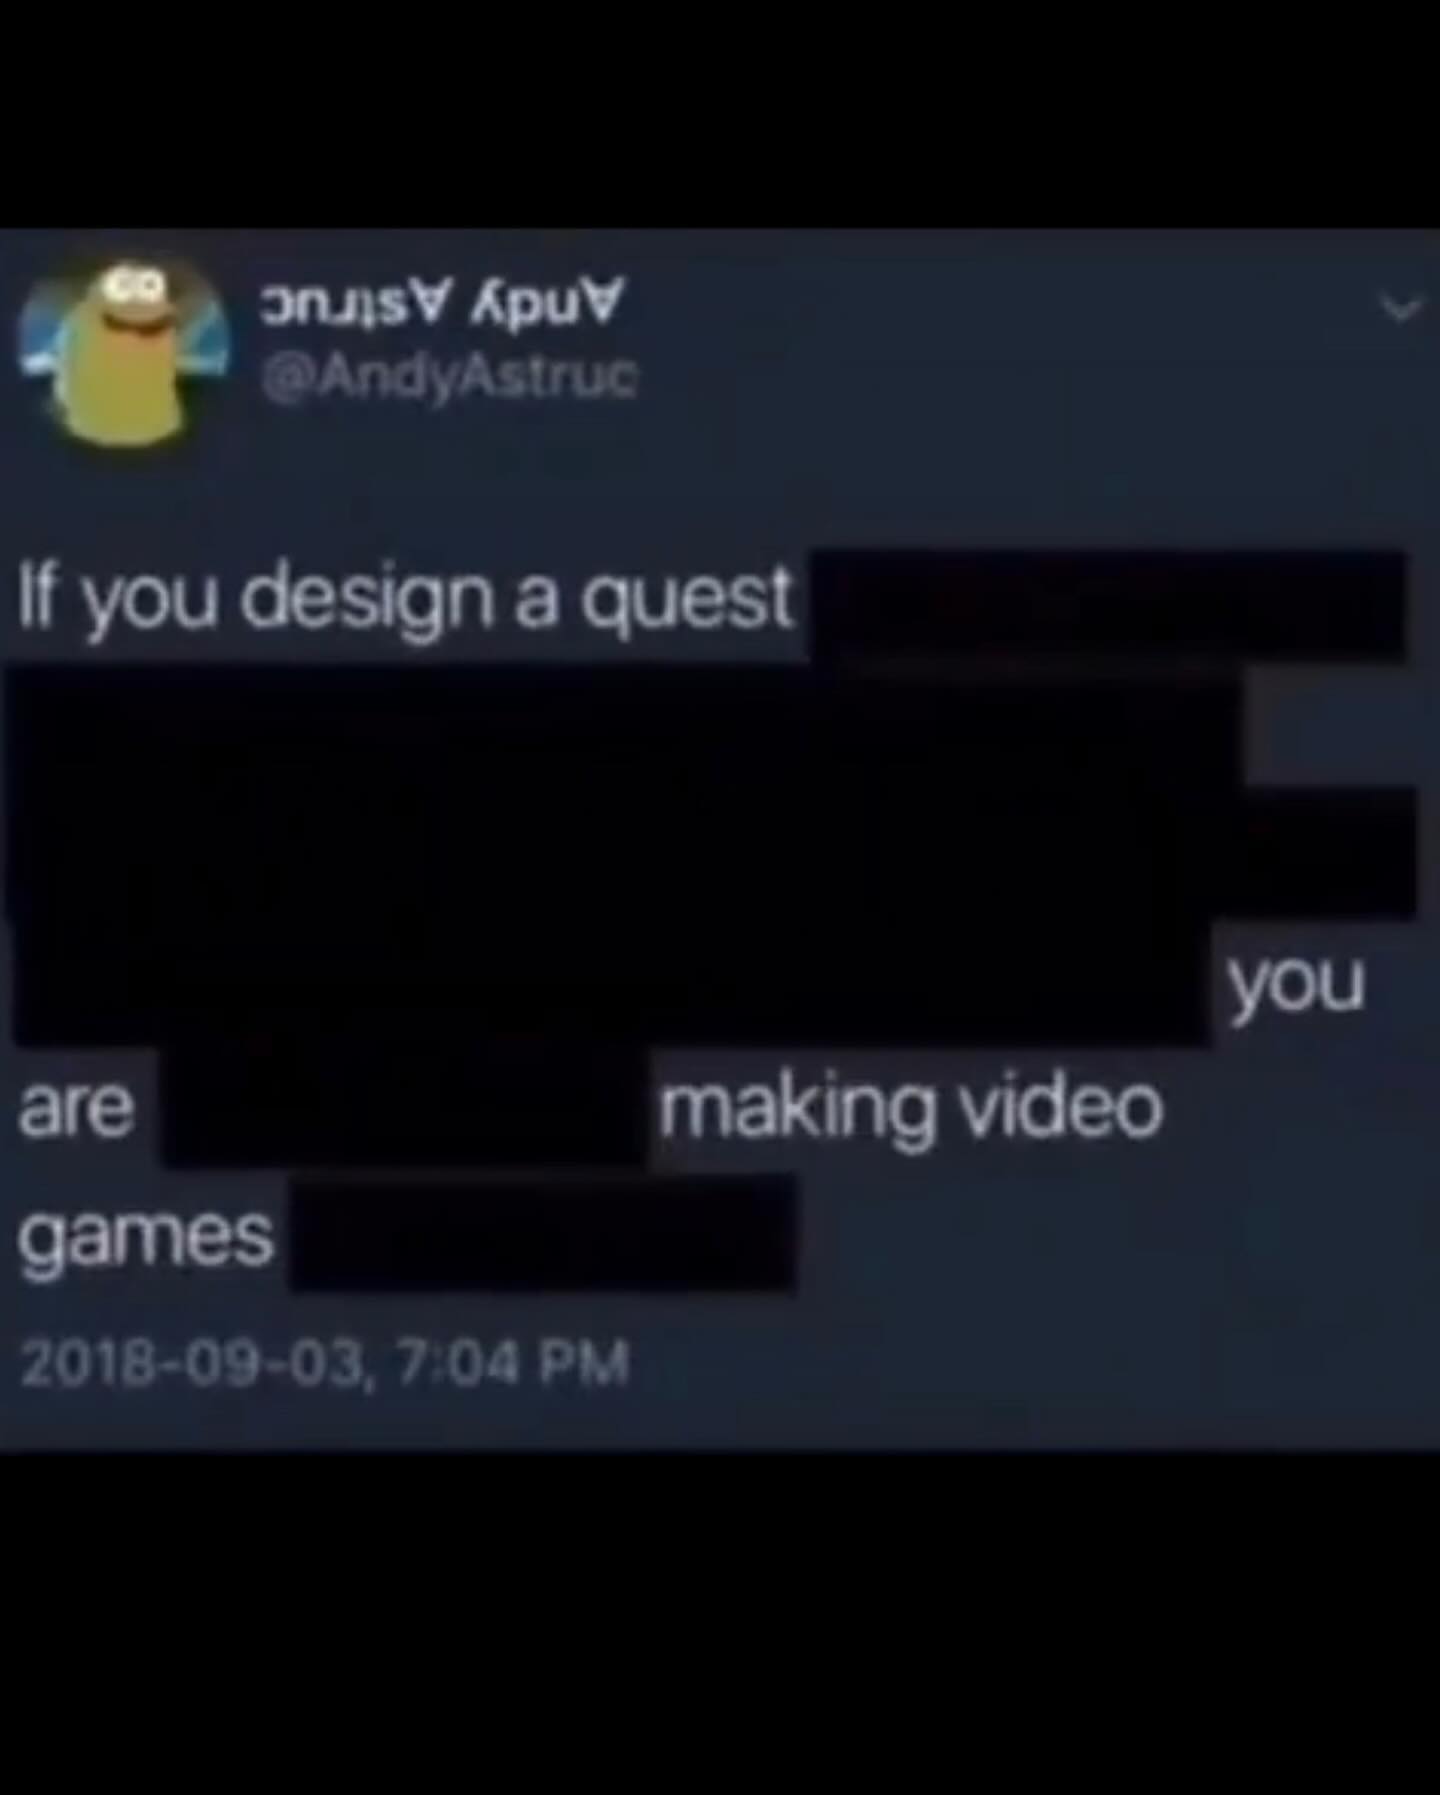 ɔnɹʇs∀ ʎpu∀
@AndyAstruc
If you design a quest
you
are making video
games
2018-09-03, 7:04 PM